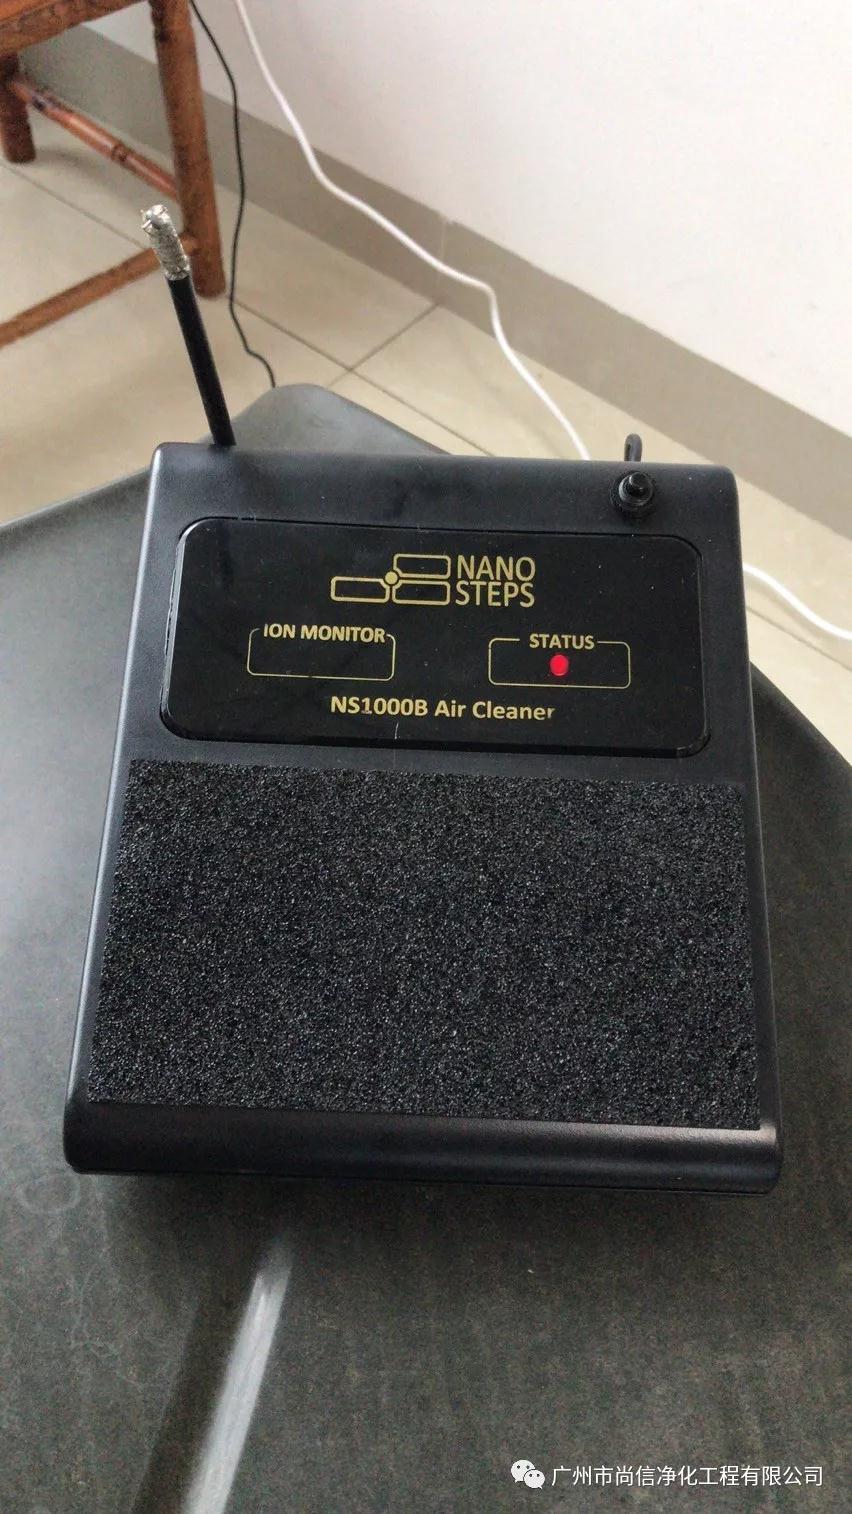 NANO
STEPS
ION MONITOR
STATUS
NS1000B Air Cleaner
广州市尚信净化工程有限公司